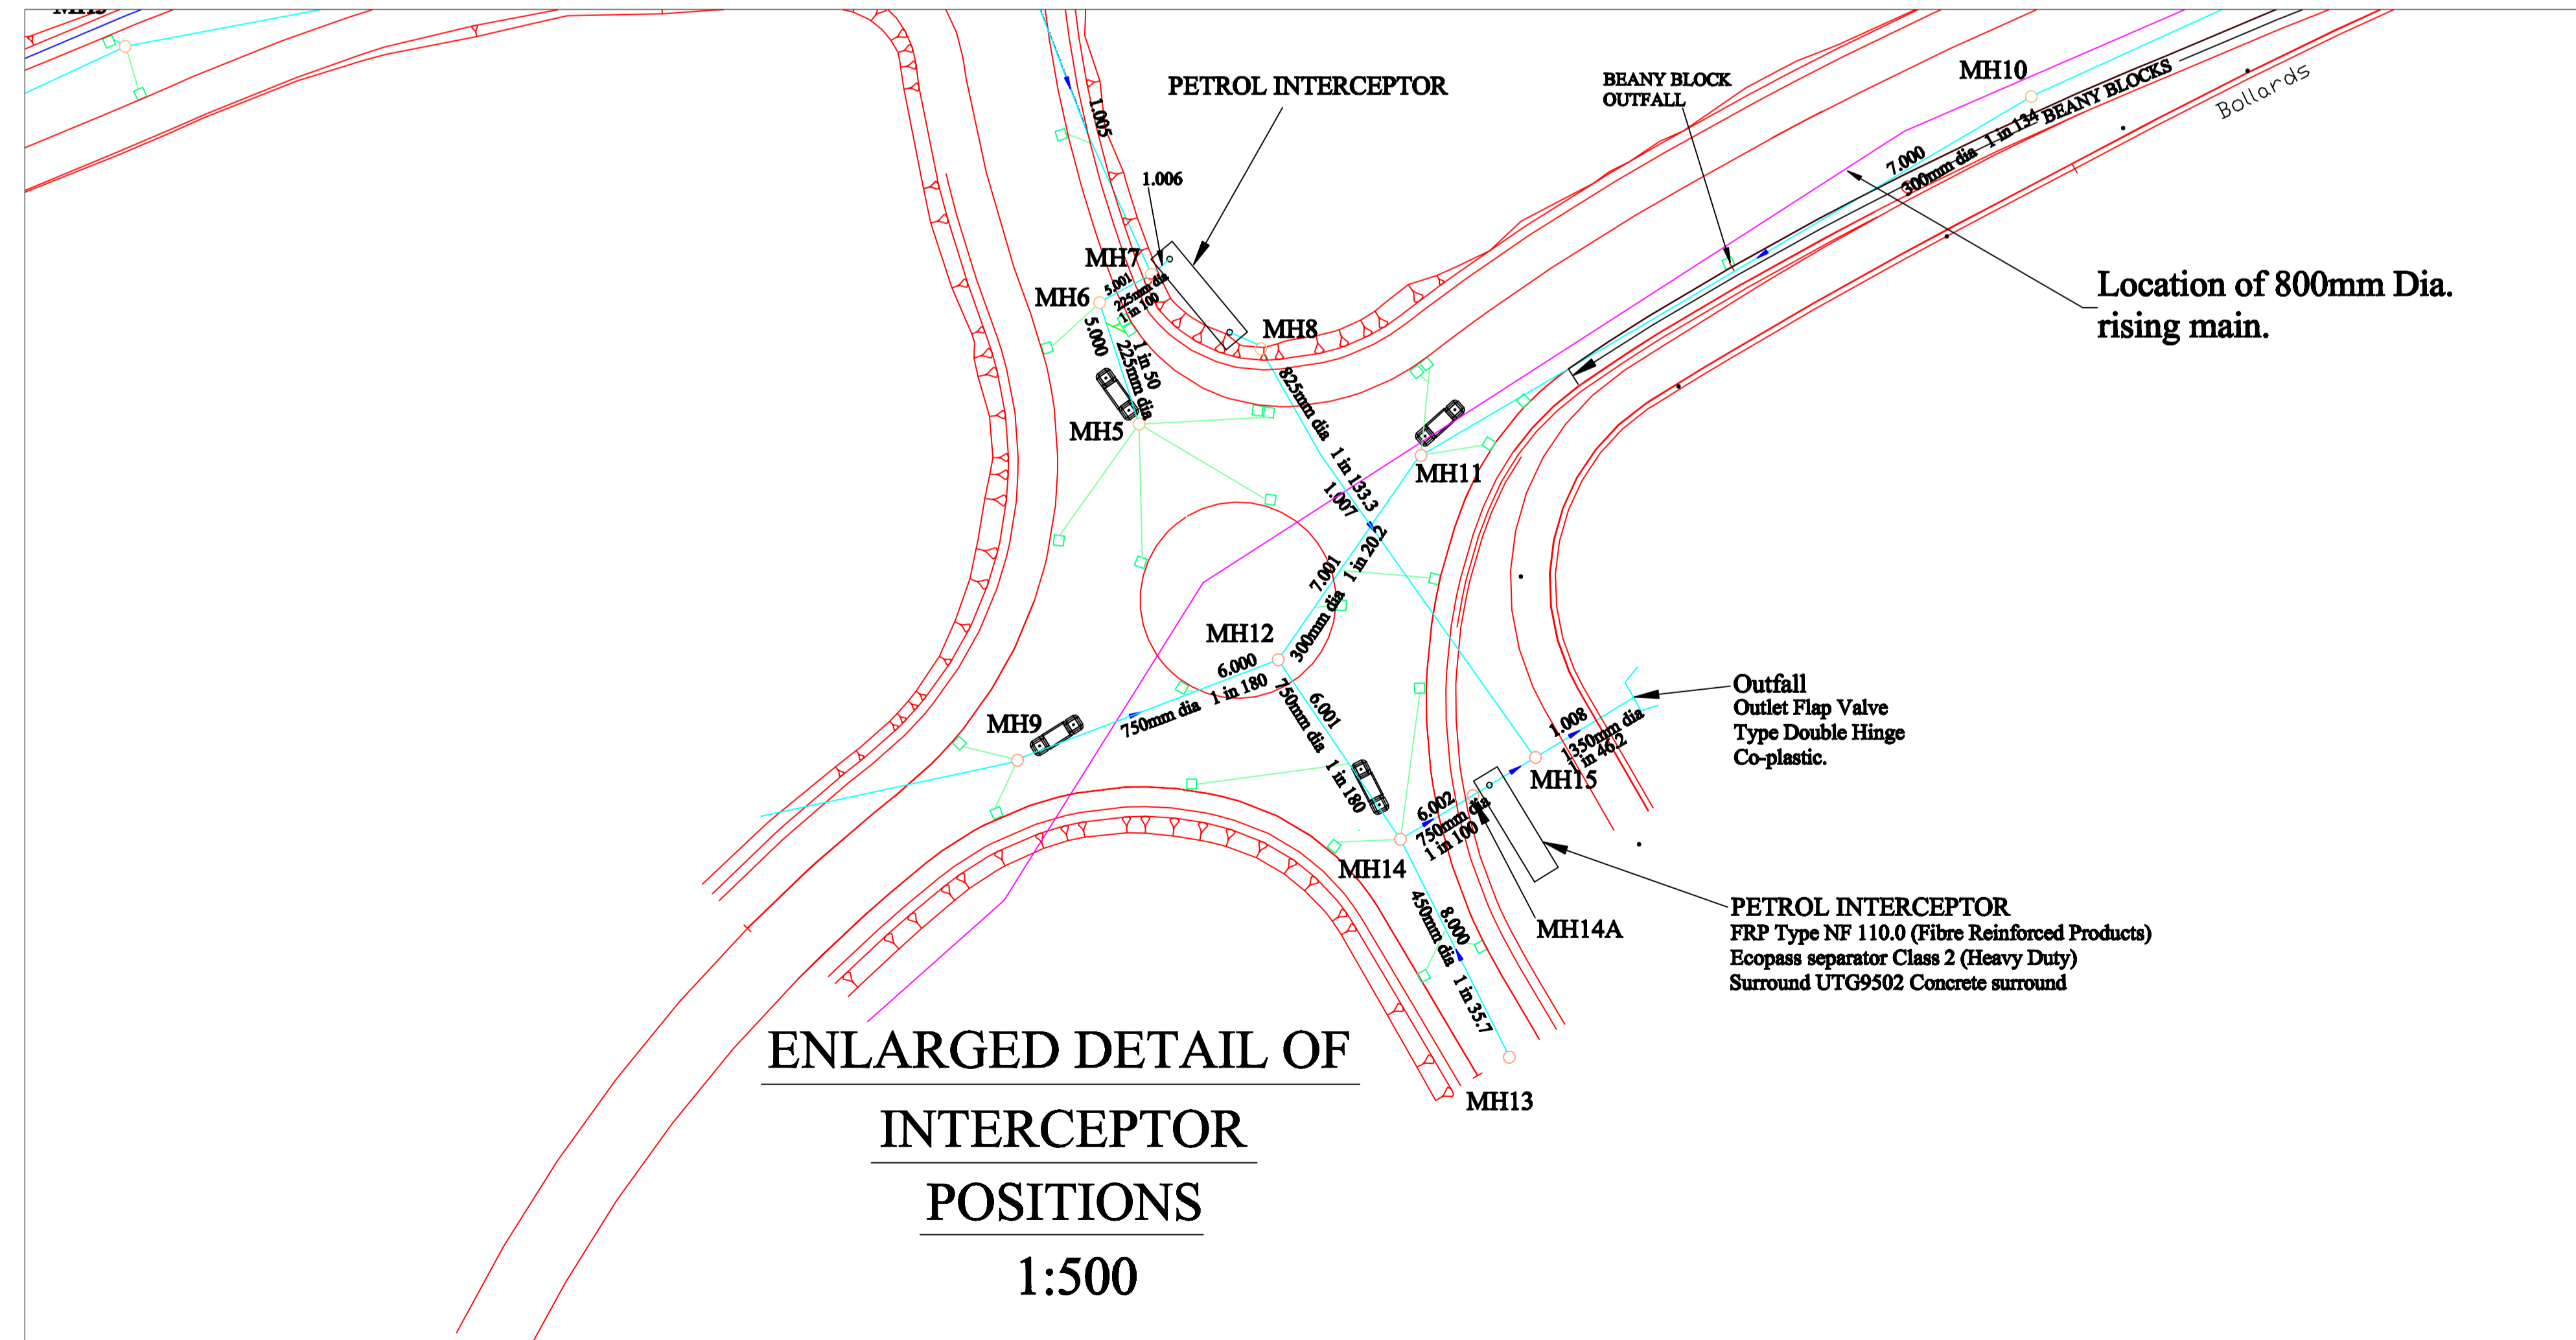 PETROL INTERCEPTOR
BEANY BLOCK
OUTFALL
MH10
BEANY BLOCKS
Bollards
1.005
1.006
7.000
300mm dia 1 in 134
MH7
MH6
5.001
225mm dia
1 in 100
MH8
Location of 800mm Dia.
rising main.
5.000
1 in 50
225mm dia
MH5
825mm dia 1 in 133.3
1.007
MH11
7.001
300mm dia 1 in 20.2
MH12
6.000
750mm dia 1 in 180
MH9
6.001
750mm dia 1 in 180
Outfall
Outlet Flap Valve
Type Double Hinge
Co-plastic.
1.008
1350mm dia
1 in 46.2
MH15
6.002
750mm dia
1 in 100
MH14
MH14A
PETROL INTERCEPTOR
FRP Type NF 110.0 (Fibre Reinforced Products)
Ecopass separator Class 2 (Heavy Duty)
Surround UTG9502 Concrete surround
8.000
450mm dia 1 in 35.7
MH13
ENLARGED DETAIL OF
INTERCEPTOR
POSITIONS
1:500